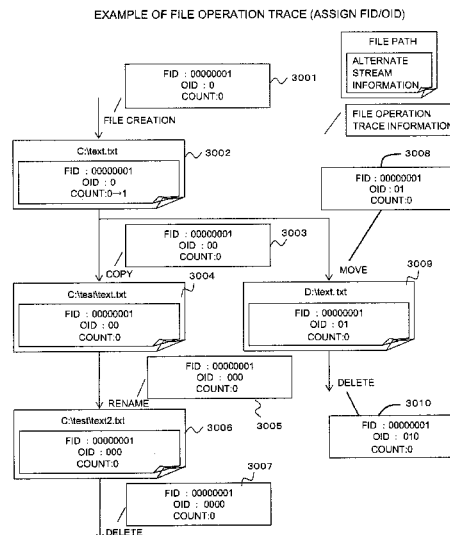 EXAMPLE OF FILE OPERATION TRACE (ASSIGN FID/OID)
FILE PATH
ALTERNATE
STREAM
INFORMATION
FILE OPERATION
TRACE INFORMATION
FID : 00000001
OID : 0
COUNT:0
3001
FILE CREATION
C:\text.txt
3002
FID : 00000001
OID : 0
COUNT:0→1
3008
FID : 00000001
OID : 01
COUNT:0
FID : 00000001
OID : 00
COUNT:0
3003
COPY
MOVE
3004
C:\test\text.txt
FID : 00000001
OID : 00
COUNT:0
3009
D:\text.txt
FID : 00000001
OID : 01
COUNT:0
FID : 00000001
OID : 000
COUNT:0
RENAME
3005
DELETE
3010
FID : 00000001
OID : 010
COUNT:0
C:\test\text2.txt
3006
FID : 00000001
OID : 000
COUNT:0
3007
FID : 00000001
OID : 0000
COUNT:0
DELETE